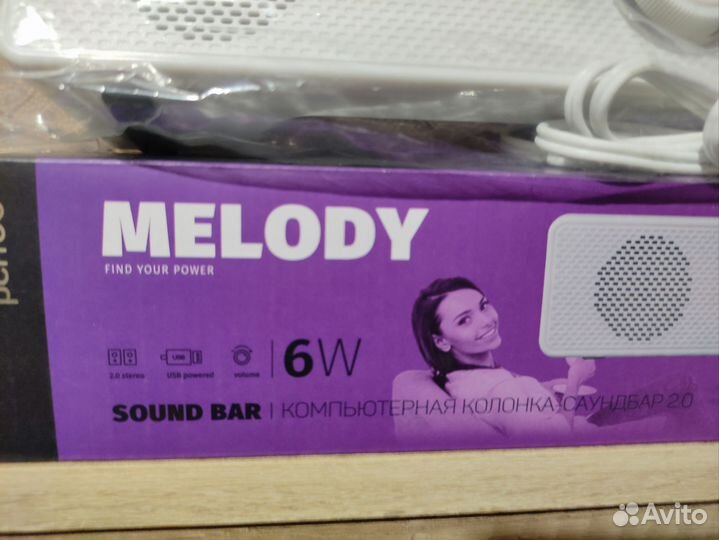 MELODY
FIND YOUR POWER
2.0 stereo
USB
USB powered
volume
6W
SOUND BAR | КОМПЬЮТЕРНАЯ КОЛОНКА-САУНДБАР 2.0
Avito